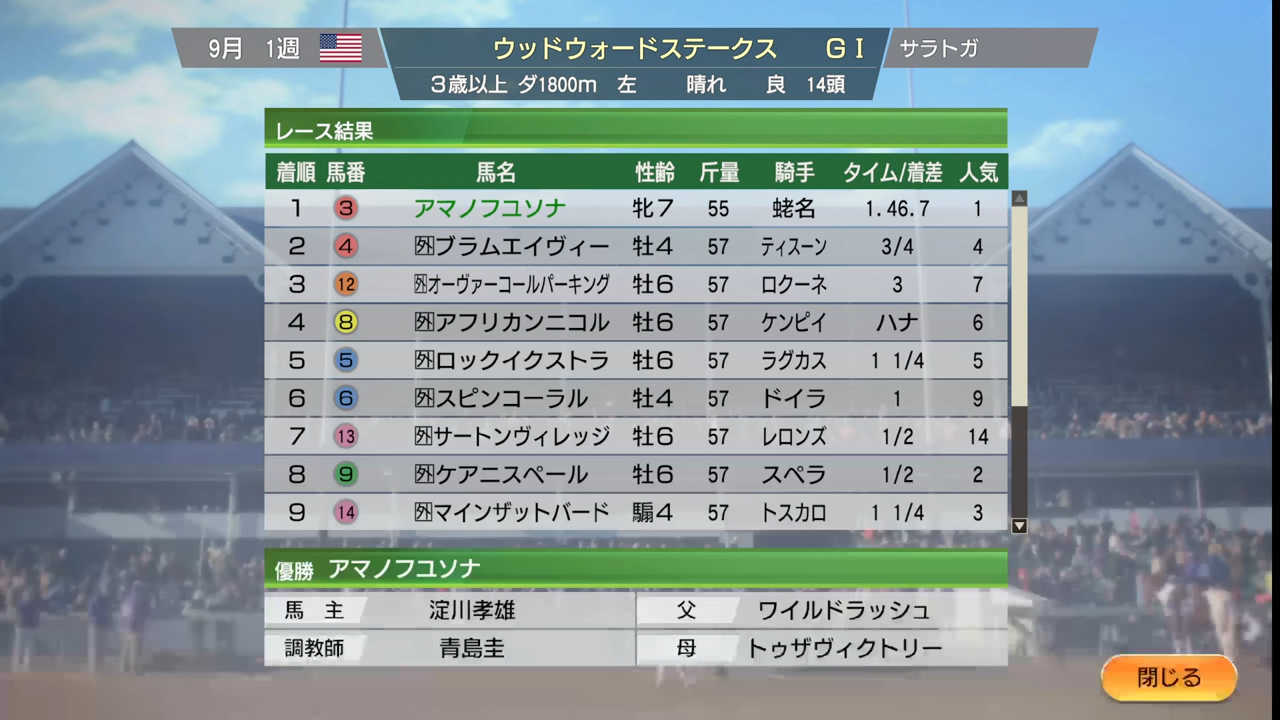 9月 1週 ウッドウォードステークス GⅠ サラトガ
3歳以上 ダ1800m 左 晴れ 良 14頭
レース結果
着順 馬番 馬名 性齢 斤量 騎手 タイム/着差 人気
1 3 アマノフユソナ 牝7 55 蛯名 1.46.7 1
2 4 外ブラムエイヴィー 牡4 57 ティスーン 3/4 4
3 12 外オーヴァーコールパーキング 牡6 57 ロクーネ 3 7
4 8 外アフリカンニコル 牡6 57 ケンピイ ハナ 6
5 5 外ロックイクストラ 牡6 57 ラグカス 1 1/4 5
6 6 外スピンコーラル 牡4 57 ドイラ 1 9
7 13 外サートンヴィレッジ 牡6 57 レロンズ 1/2 14
8 9 外ケアニスペール 牡6 57 スペラ 1/2 2
9 14 外マインザットバード 騸4 57 トスカロ 1 1/4 3
優勝 アマノフユソナ
馬主 淀川孝雄 父 ワイルドラッシュ
調教師 青島圭 母 トゥザヴィクトリー
閉じる